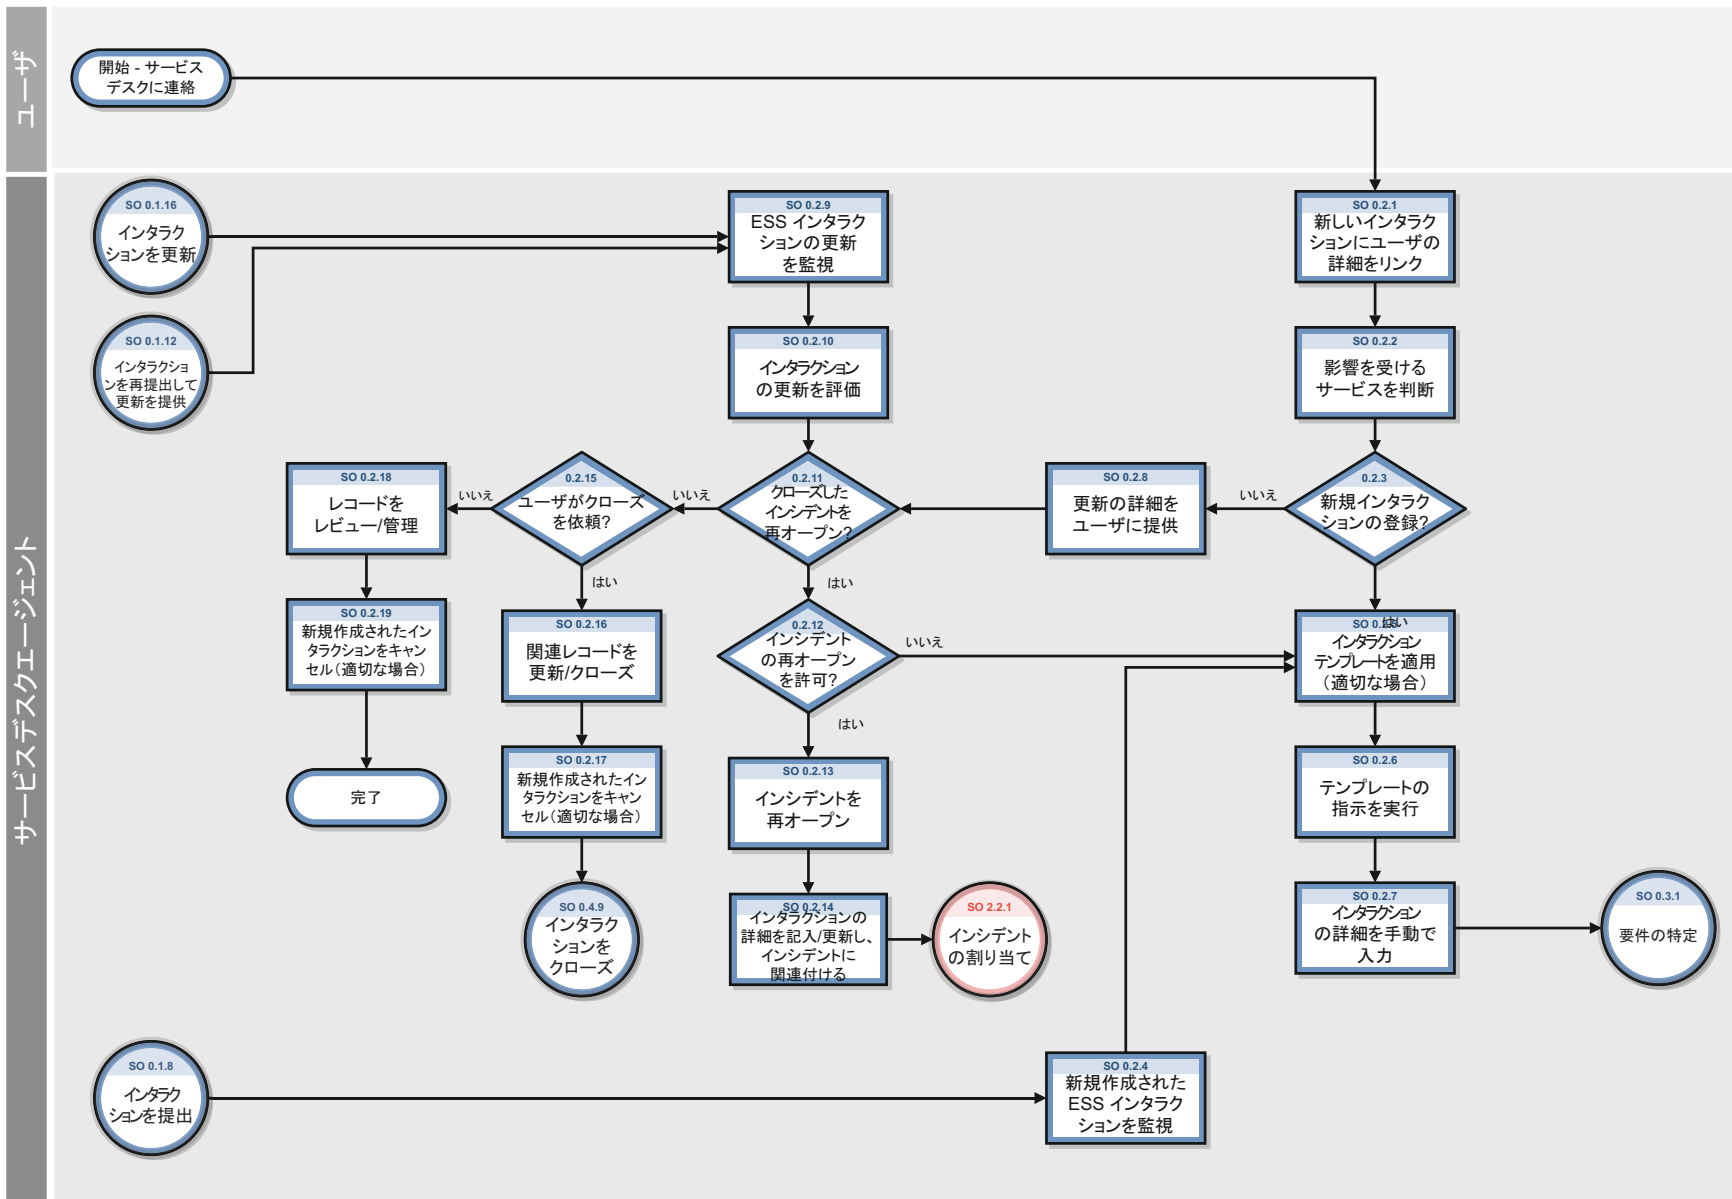 ユーザ
開始 - サービス
デスクに連絡
サービスデスクエージェント
SO 0.1.16
インタラク
ションを更新
SO 0.2.9
ESS インタラク
ションの更新
を監視
SO 0.2.1
新しいインタラク
ションにユーザの
詳細をリンク
SO 0.1.12
インタラクショ
ンを再提出して
更新を提供
SO 0.2.10
インタラクション
の更新を評価
SO 0.2.2
影響を受ける
サービスを判断
SO 0.2.18
レコードを
レビュー/管理
いいえ
0.2.15
ユーザがクローズ
を依頼?
いいえ
0.2.11
クローズした
インシデントを
再オープン?
SO 0.2.8
更新の詳細を
ユーザに提供
いいえ
0.2.3
新規インタラク
ションの登録?
はい
はい
はい
SO 0.2.19
新規作成されたイン
タラクションをキャン
セル（適切な場合）
SO 0.2.16
関連レコードを
更新/クローズ
0.2.12
インシデント
の再オープン
を許可?
いいえ
SO 0.2.5
インタラクション
テンプレートを適用
（適切な場合）
はい
完了
SO 0.2.17
新規作成されたイン
タラクションをキャン
セル（適切な場合）
SO 0.2.13
インシデントを
再オープン
SO 0.2.6
テンプレートの
指示を実行
SO 0.4.9
インタラク
ションを
クローズ
SO 0.2.14
インタラクションの
詳細を記入/更新し、
インシデントに
関連付ける
SO 2.2.1
インシデント
の割り当て
SO 0.2.7
インタラクション
の詳細を手動で
入力
SO 0.3.1
要件の特定
SO 0.1.8
インタラク
ションを提出
SO 0.2.4
新規作成された
ESS インタラク
ションを監視